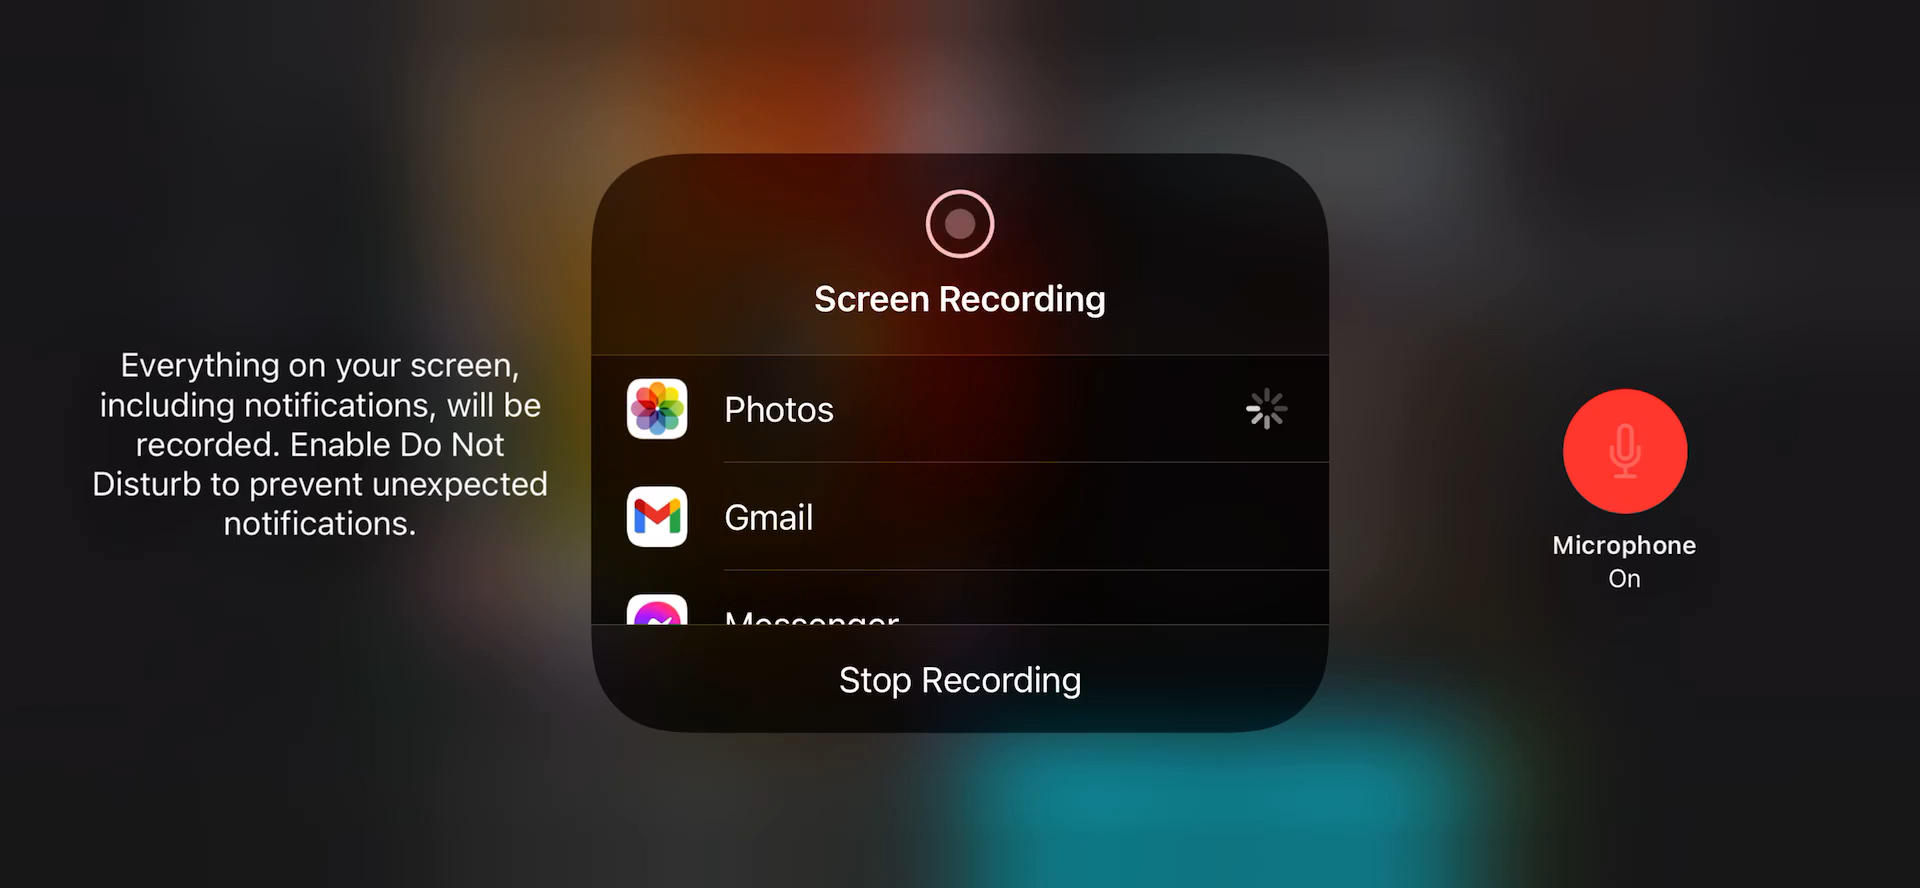 Screen Recording
Everything on your screen,
including notifications, will be
recorded. Enable Do Not
Disturb to prevent unexpected
notifications.
Photos
Gmail
Messenger
Stop Recording
Microphone
On